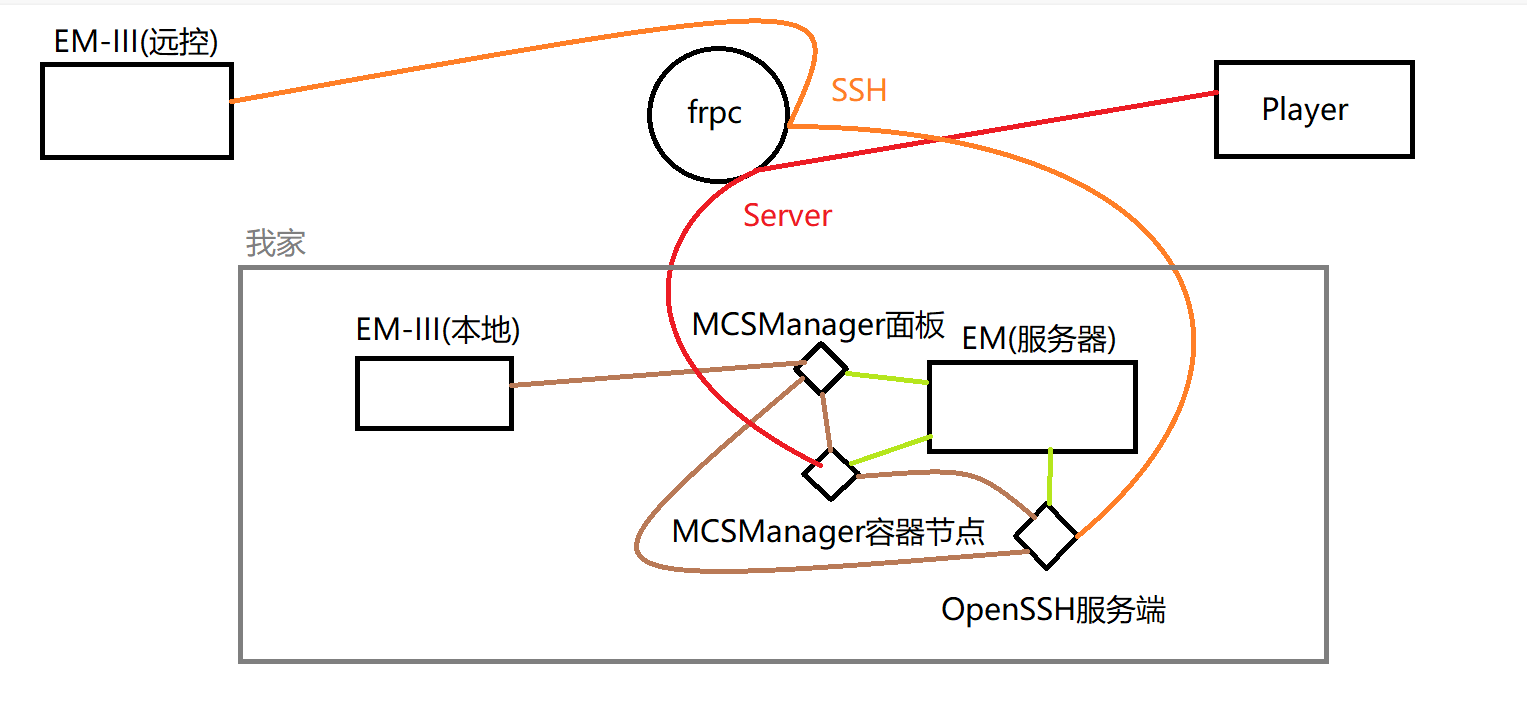 EM-III(远控)
frpc
SSH
Player
Server
我家
EM-III(本地)
MCSManager面板
EM(服务器)
MCSManager容器节点
OpenSSH服务端